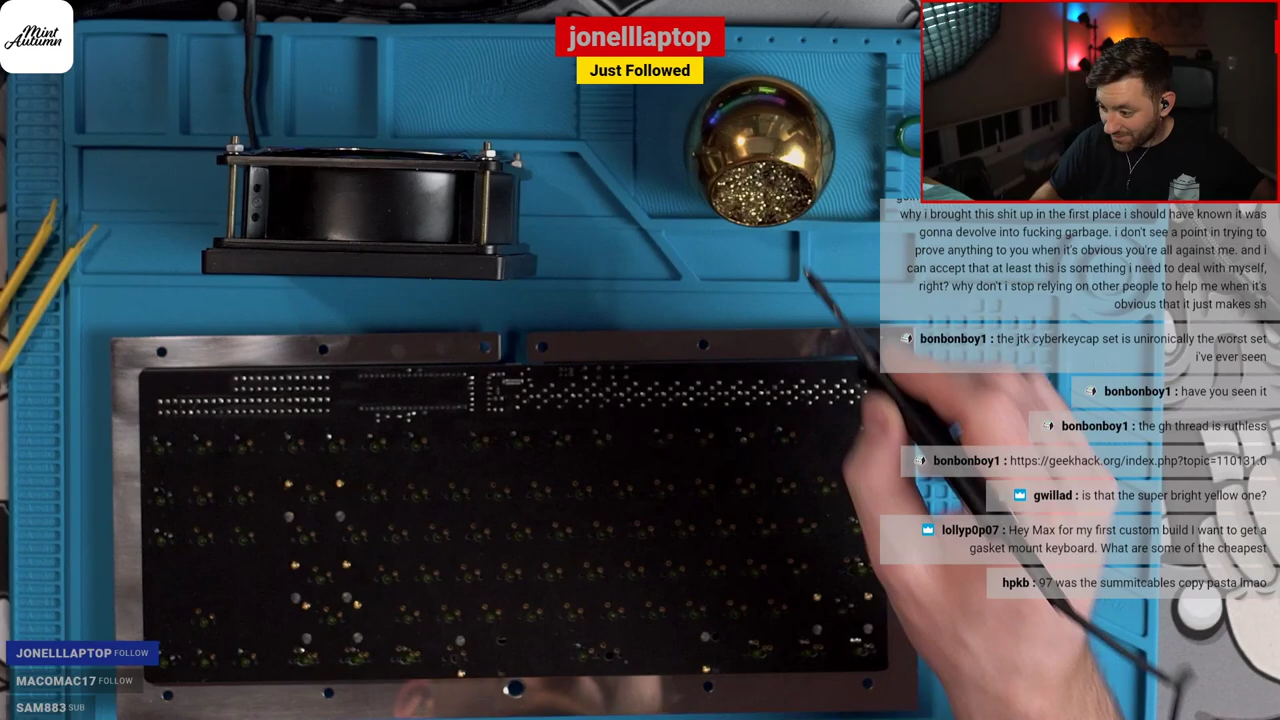 Mint
Autumn
jonelllaptop
Just Followed
why i brought this shit up in the first place i should have known it was
gonna devolve into fucking garbage. i don't see a point in trying to
prove anything to you when it's obvious you're all against me. and i
can accept that at least this is something i need to deal with myself,
right? why don't i stop relying on other people to help me when it's
obvious that it just makes sh
bonbonboy1 : the jtk cyberkeycap set is unironically the worst set
i've ever seen
bonbonboy1 : have you seen it
bonbonboy1 : the gh thread is ruthless
bonbonboy1 : https://geekhack.org/index.php?topic=110131.0
gwillad : is that the super bright yellow one?
lollyp0p07 : Hey Max for my first custom build I want to get a
gasket mount keyboard. What are some of the cheapest
hpkb : 97 was the summitcables copy pasta lmao
JONELLLAPTOP FOLLOW
MACOMAC17 FOLLOW
SAM883 SUB